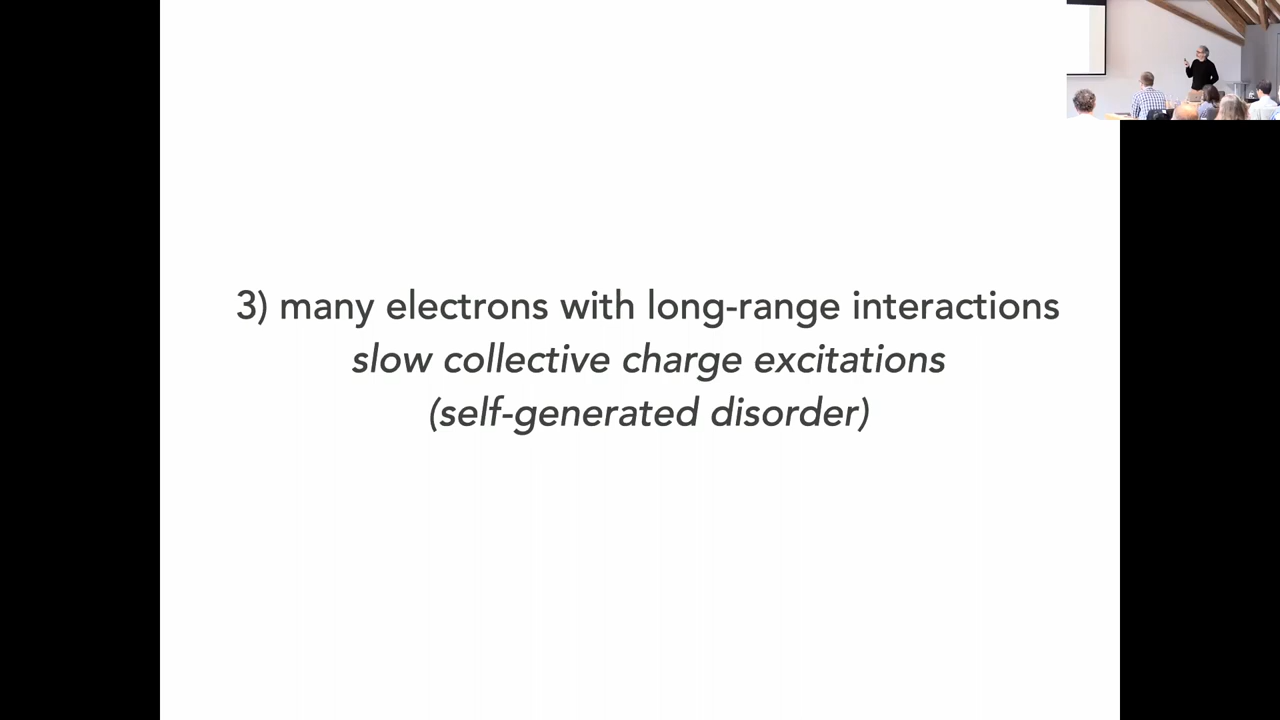 3) many electrons with long-range interactions
slow collective charge excitations
(self-generated disorder)